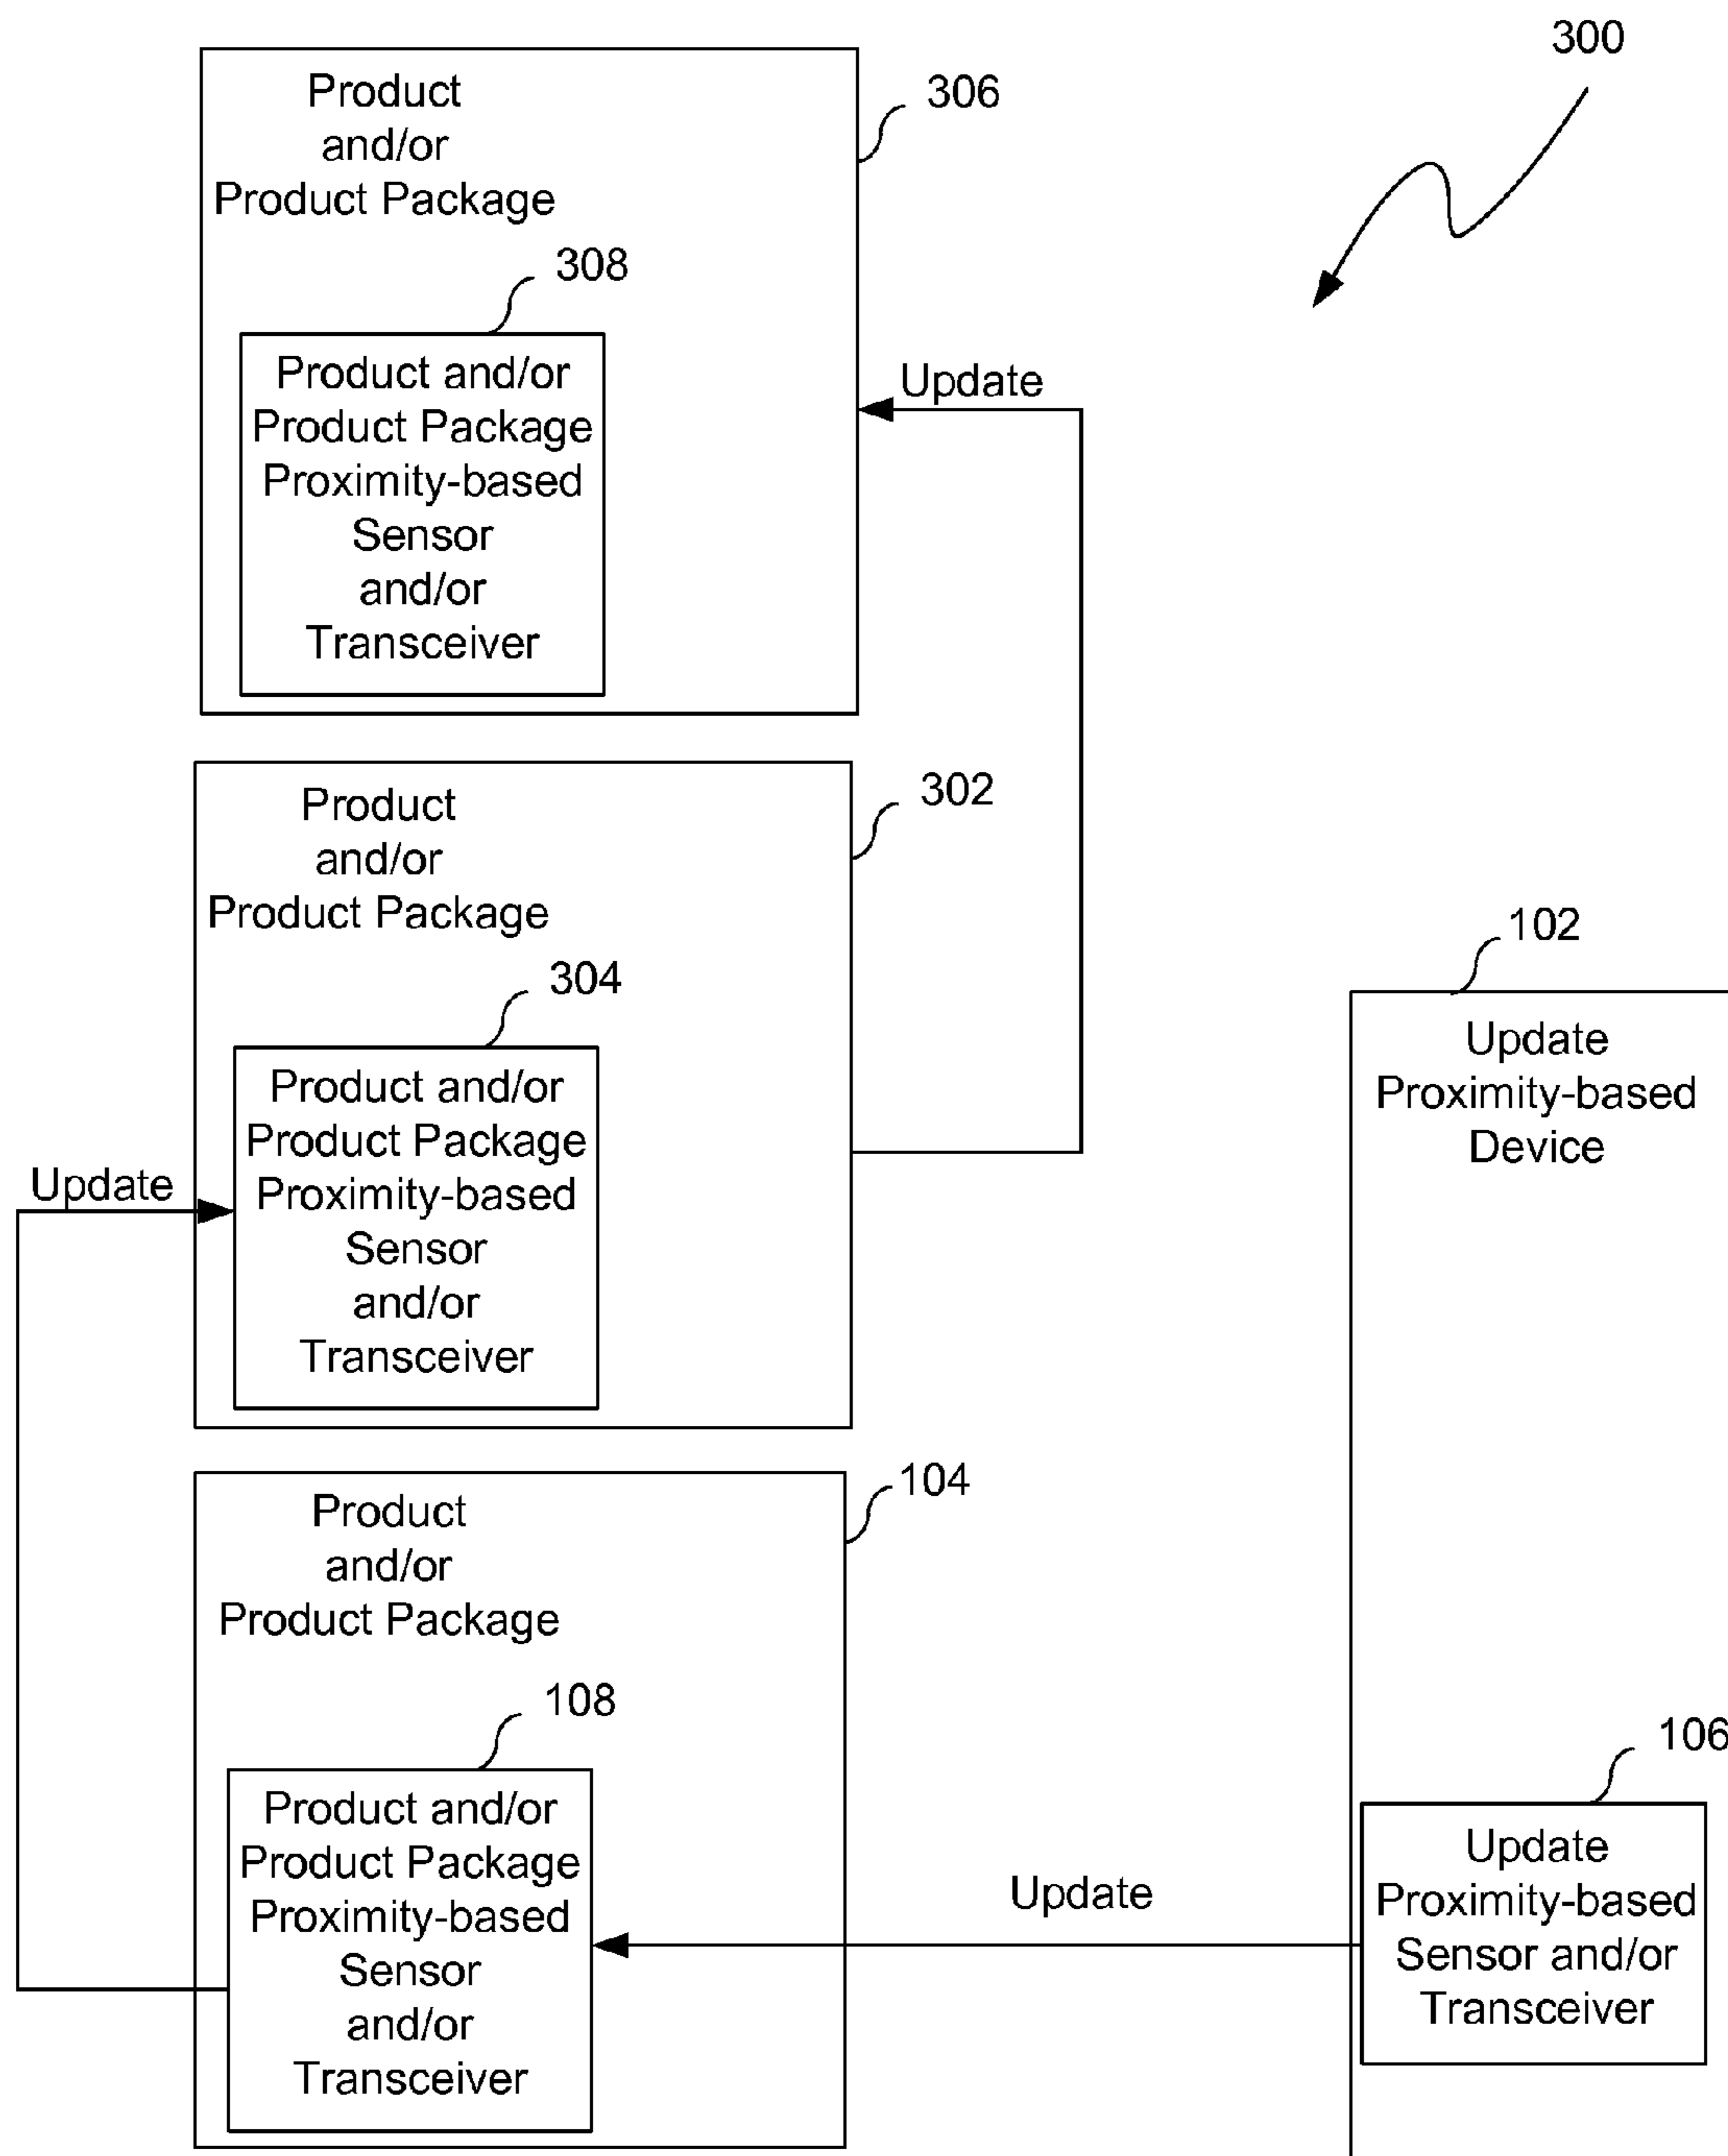 300
306
Product
and/or
Product Package
308
Product and/or
Product Package
Proximity-based
Sensor
and/or
Transceiver
Update
302
Product
and/or
Product Package
304
Product and/or
Product Package
Proximity-based
Sensor
and/or
Transceiver
Update
102
Update
Proximity-based
Device
104
Product
and/or
Product Package
108
Product and/or
Product Package
Proximity-based
Sensor
and/or
Transceiver
Update
106
Update
Proximity-based
Sensor and/or
Transceiver